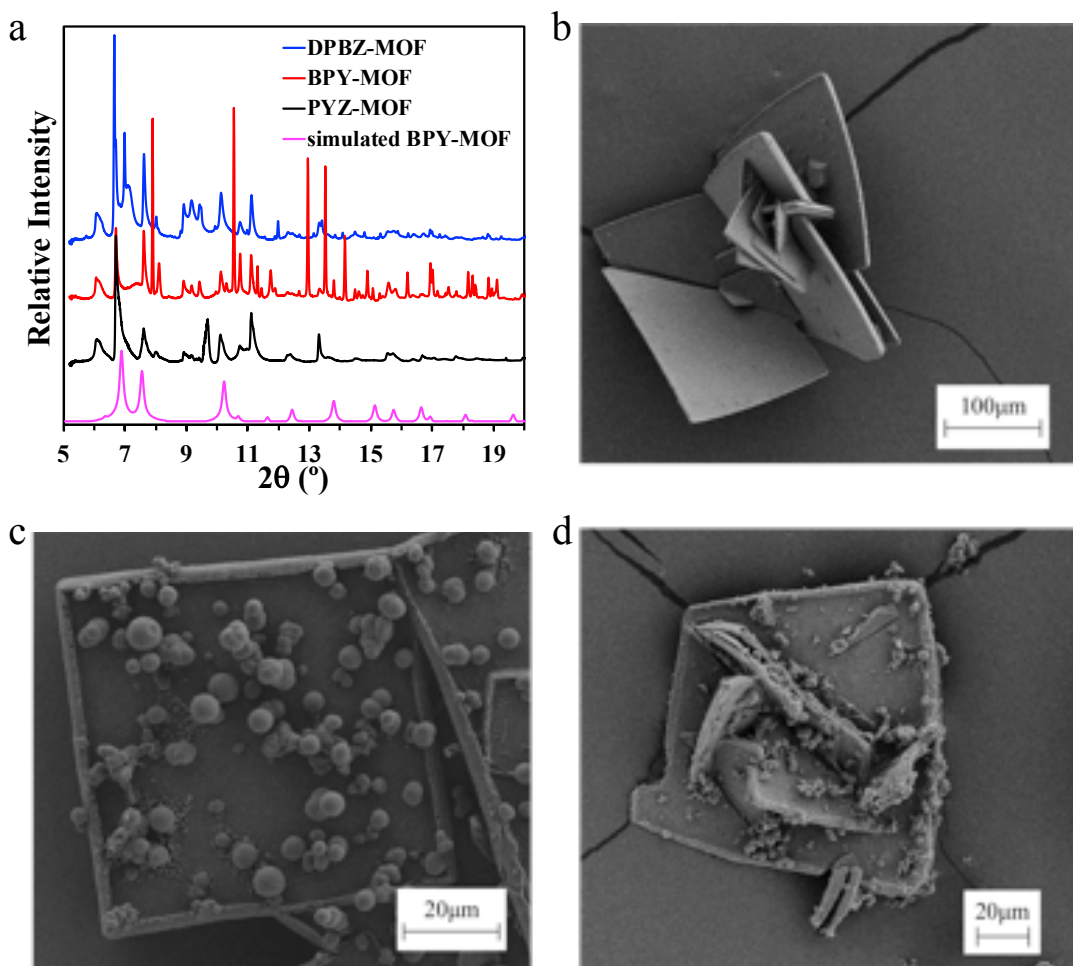 a
DPBZ-MOF
BPY-MOF
PYZ-MOF
simulated BPY-MOF
Relative Intensity
5 7 9 11 13 15 17 19
2θ (º)
b
100μm
c
20μm
d
20μm